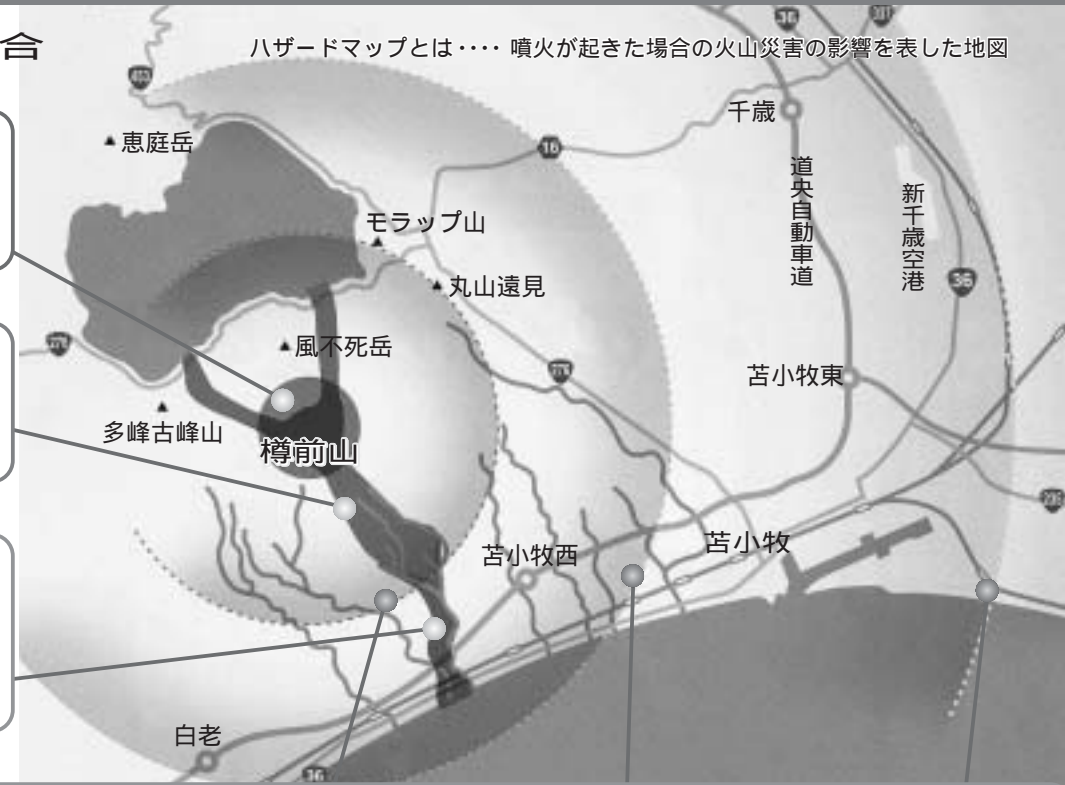 合
ハザードマップとは‥‥ 噴火が起きた場合の火山災害の影響を表した地図
恵庭岳
16
千歳
道央自動車道
新千歳空港
モラップ山
丸山遠見
36
276
風不死岳
苫小牧東
多峰古峰山
樽前山
苫小牧西
苫小牧
白老
36